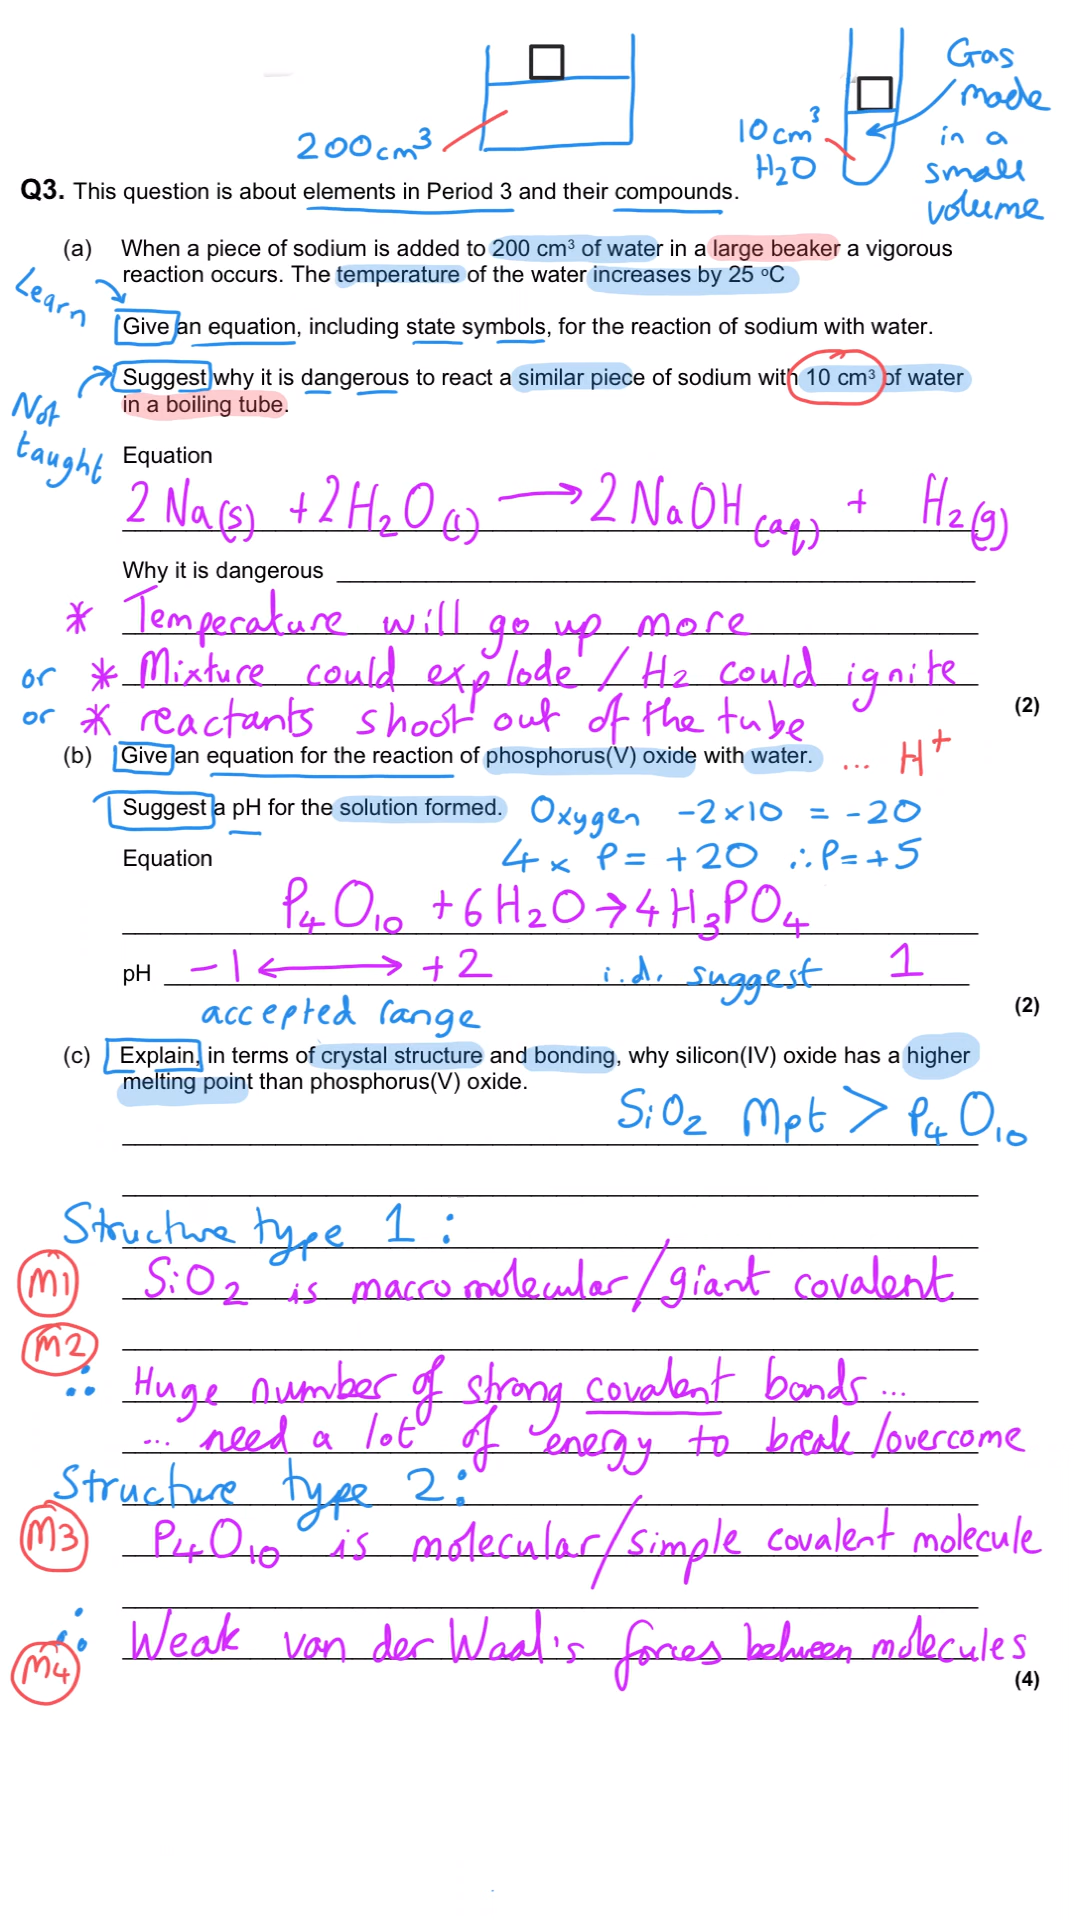 200cm³
10cm³
H₂O
Gas
made
in a
small
volume
Q3. This question is about elements in Period 3 and their compounds.
(a) When a piece of sodium is added to 200 cm³ of water in a large beaker a vigorous
reaction occurs. The temperature of the water increases by 25 °C
Learn
Give an equation, including state symbols, for the reaction of sodium with water.
Suggest why it is dangerous to react a similar piece of sodium with 10 cm³ of water
in a boiling tube.
Not
taught
Equation
2 Na(s) + 2H₂O(l) → 2 NaOH(aq) + H₂(g)
Why it is dangerous
* Temperature will go up more
or * Mixture could explode / H₂ could ignite
or * reactants shoot out of the tube
(2)
(b) Give an equation for the reaction of phosphorus(V) oxide with water. ... H⁺
Suggest a pH for the solution formed. Oxygen -2×10 = -20
Equation 4 × P = +20 ∴ P = +5
P₄O₁₀ + 6H₂O → 4H₃PO₄
pH -1 ⟷ +2 i.d. suggest 1
accepted range
(2)
(c) Explain, in terms of crystal structure and bonding, why silicon(IV) oxide has a higher
melting point than phosphorus(V) oxide.
SiO₂ Mpt > P₄O₁₀
Structure type 1 :
M1 SiO₂ is macromolecular/giant covalent
M2
∴ Huge number of strong covalent bonds ...
... need a lot of energy to break /overcome
Structure type 2:
M3 P₄O₁₀ is molecular/simple covalent molecule
∴ Weak van der Waal's forces between molecules
M4
(4)